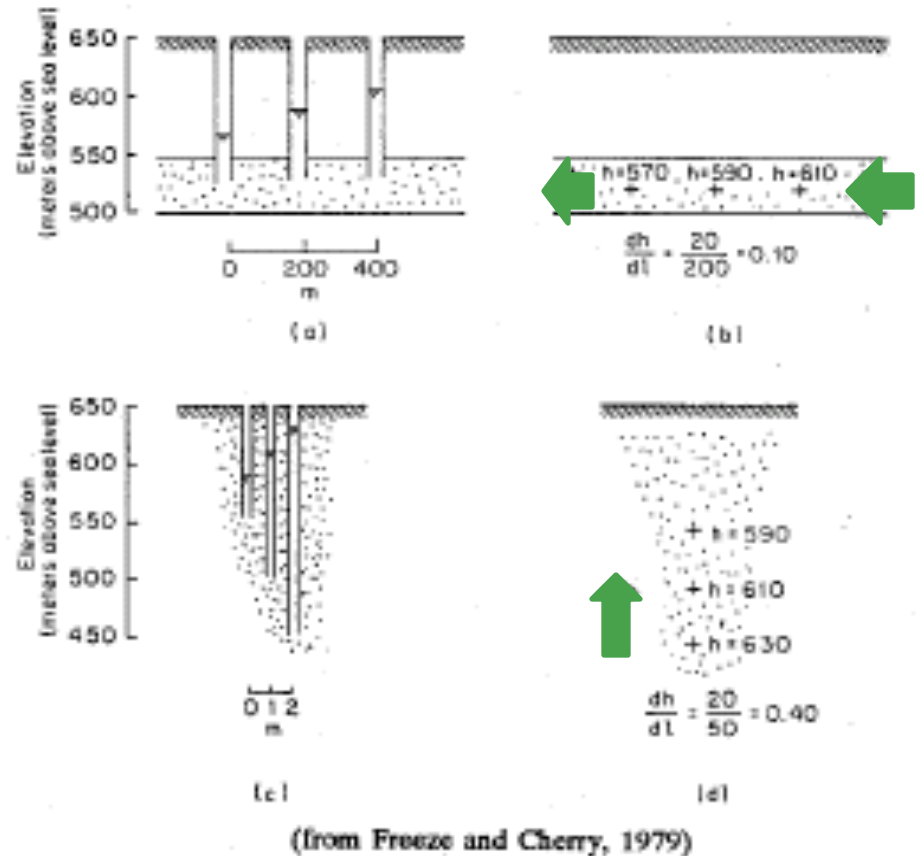 650
600
550
500
Elevation
(meters above sea level)
0 200 400
m
(a)
h=570 h=590 h=610
dh/dl = 20/200 = 0.10
(b)
650
600
550
500
450
Elevation
(meters above sea level)
0 1 2
m
(c)
h = 590
h = 610
h = 630
dh/dl = 20/50 = 0.40
(d)
(from Freeze and Cherry, 1979)